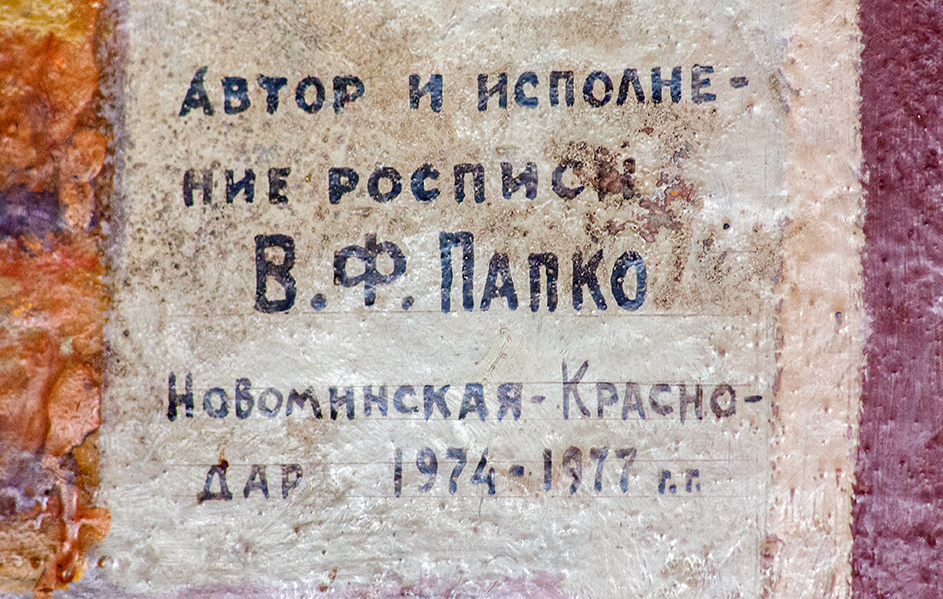 Автор и исполне-
ние росписи
В.Ф. Папко
Новоминская-Красно-
дар 1974-1977 г.г.